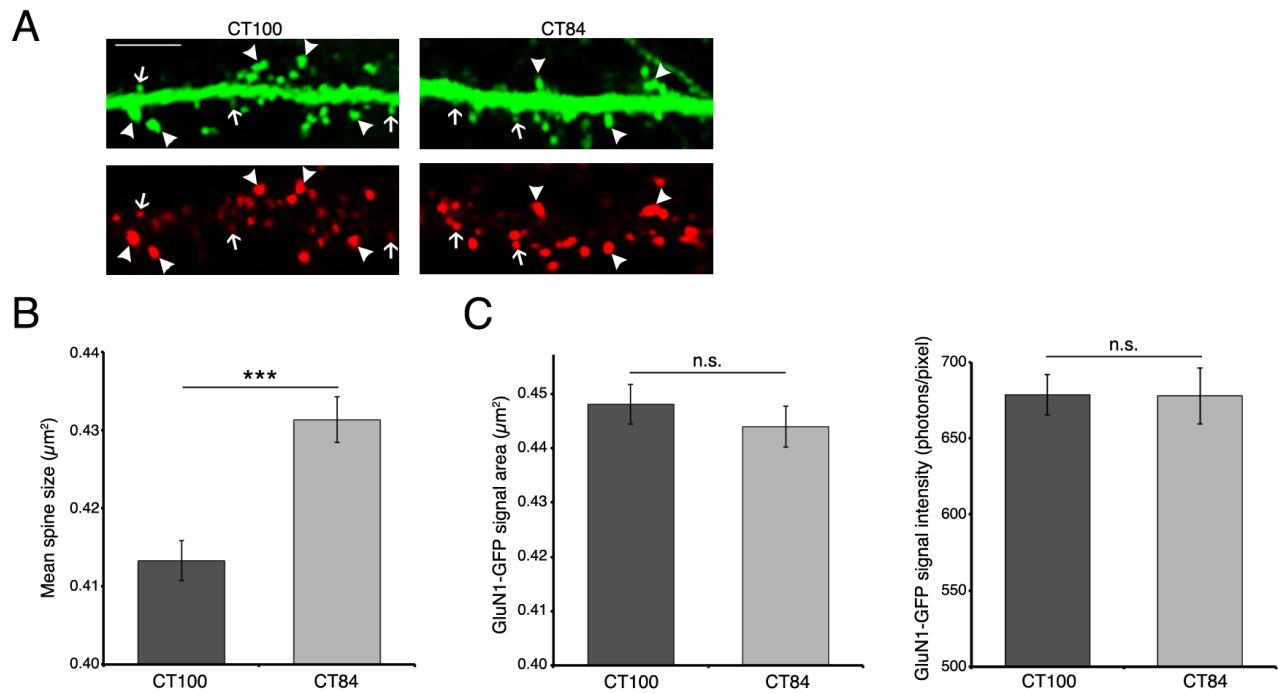 A
CT100
CT84
B
0.44
0.43
0.42
0.41
0.40
Mean spine size (µm²)
***
CT100
CT84
C
0.45
0.44
0.43
0.42
0.41
0.40
GluN1-GFP signal area (µm²)
n.s.
CT100
CT84
700
650
600
550
500
GluN1-GFP signal intensity (photons/pixel)
n.s.
CT100
CT84